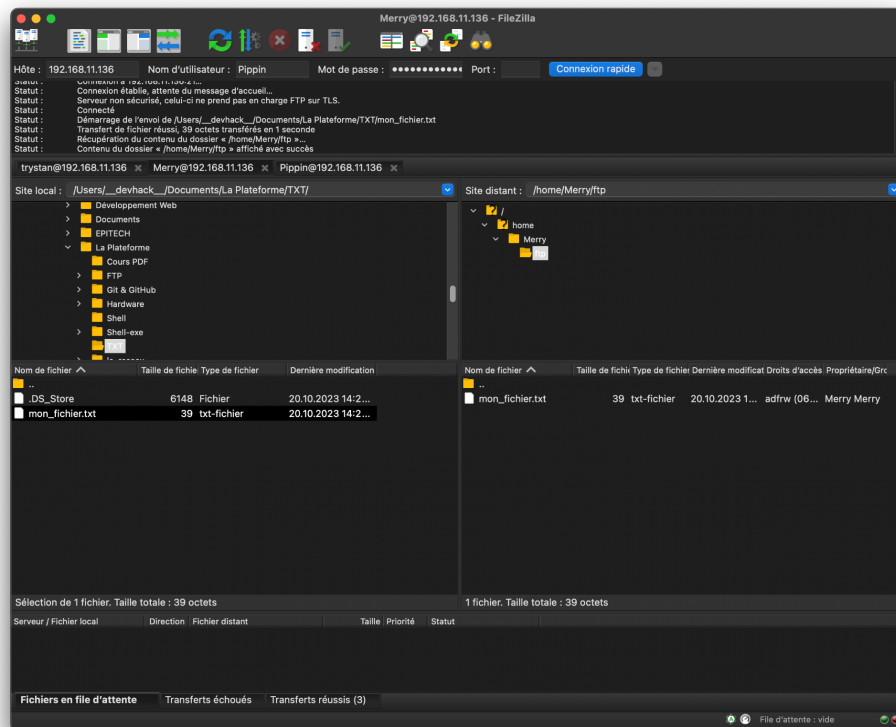 Merry@192.168.11.136 - FileZilla
Hôte : 192.168.11.136 Nom d'utilisateur : Pippin Mot de passe : •••••••••••• Port : Connexion rapide
Statut : Connexion à 192.168.11.136:21...
Statut : Connexion établie, attente du message d'accueil...
Statut : Serveur non sécurisé, celui-ci ne prend pas en charge FTP sur TLS.
Statut : Connecté
Statut : Démarrage de l'envoi de /Users/__devhack__/Documents/La Plateforme/TXT/mon_fichier.txt
Statut : Transfert de fichier réussi, 39 octets transférés en 1 seconde
Statut : Récupération du contenu du dossier « /home/Merry/ftp »...
Statut : Contenu du dossier « /home/Merry/ftp » affiché avec succès
trystan@192.168.11.136 Merry@192.168.11.136 Pippin@192.168.11.136
Site local : /Users/__devhack__/Documents/La Plateforme/TXT/
Développement Web
Documents
EPITECH
La Plateforme
Cours PDF
FTP
Git & GitHub
Hardware
Shell
Shell-exe
TXT
Site distant : /home/Merry/ftp
/
home
Merry
ftp
Nom de fichier Taille de fichie Type de fichier Dernière modification
..
.DS_Store 6148 Fichier 20.10.2023 14:2...
mon_fichier.txt 39 txt-fichier 20.10.2023 14:2...
Sélection de 1 fichier. Taille totale : 39 octets
Nom de fichier Taille de fichie Type de fichier Dernière modificat Droits d'accès Propriétaire/Grc
..
mon_fichier.txt 39 txt-fichier 20.10.2023 1... adfrw (06... Merry Merry
1 fichier. Taille totale : 39 octets
Serveur / Fichier local Direction Fichier distant Taille Priorité Statut
Fichiers en file d'attente Transferts échoués Transferts réussis (3)
File d'attente : vide